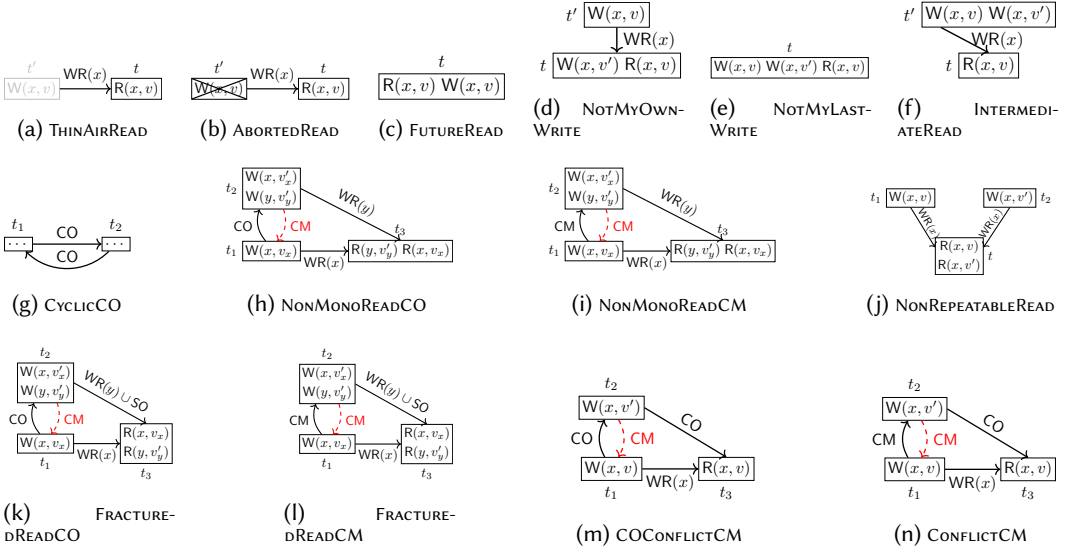 t′
W(x, v)
WR(x)
t
R(x, v)
(a) THINAIRREAD
t′
W(x, v)
WR(x)
t
R(x, v)
(b) ABORTEDREAD
t
R(x, v) W(x, v)
(c) FUTUREREAD
t′ W(x, v)
WR(x)
t W(x, v′) R(x, v)
(d) NOTMYOWN-
WRITE
t
W(x, v) W(x, v′) R(x, v)
(e) NOTMYLAST-
WRITE
t′ W(x, v) W(x, v′)
WR(x)
t R(x, v)
(f) INTERMEDI-
ATEREAD
t₁ t₂
CO
··· ···
CO
(g) CYCLICCO
W(x, v′ₓ)
t₂
W(y, v′ᵧ)
WR(y)
CO CM
t₃
t₁ W(x, vₓ) WR(x) R(y, v′ᵧ) R(x, vₓ)
(h) NONMONOREADCO
W(x, v′ₓ)
t₂
W(y, v′ᵧ)
WR(y)
CM CM
t₃
t₁ W(x, vₓ) WR(x) R(y, v′ᵧ) R(x, vₓ)
(i) NONMONOREADCM
t₁ W(x, v) W(x, v′) t₂
WR(x) WR(x)
R(x, v)
R(x, v′) t
(j) NONREPEATABLEREAD
t₂
W(x, v′ₓ)
W(y, v′ᵧ)
WR(y) ∪ SO
CO CM
W(x, vₓ) WR(x) R(x, vₓ)
R(y, v′ᵧ)
t₁ t₃
(k) FRACTURE-
DREADCO
t₂
W(x, v′ₓ)
W(y, v′ᵧ)
WR(y) ∪ SO
CM CM
W(x, vₓ) WR(x) R(x, vₓ)
R(y, v′ᵧ)
t₁ t₃
(l) FRACTURE-
DREADCM
t₂
W(x, v′)
CO
CO CM
W(x, v) WR(x) R(x, v)
t₁ t₃
(m) COCONFLICTCM
t₂
W(x, v′)
CO
CM CM
W(x, v) WR(x) R(x, v)
t₁ t₃
(n) CONFLICTCM